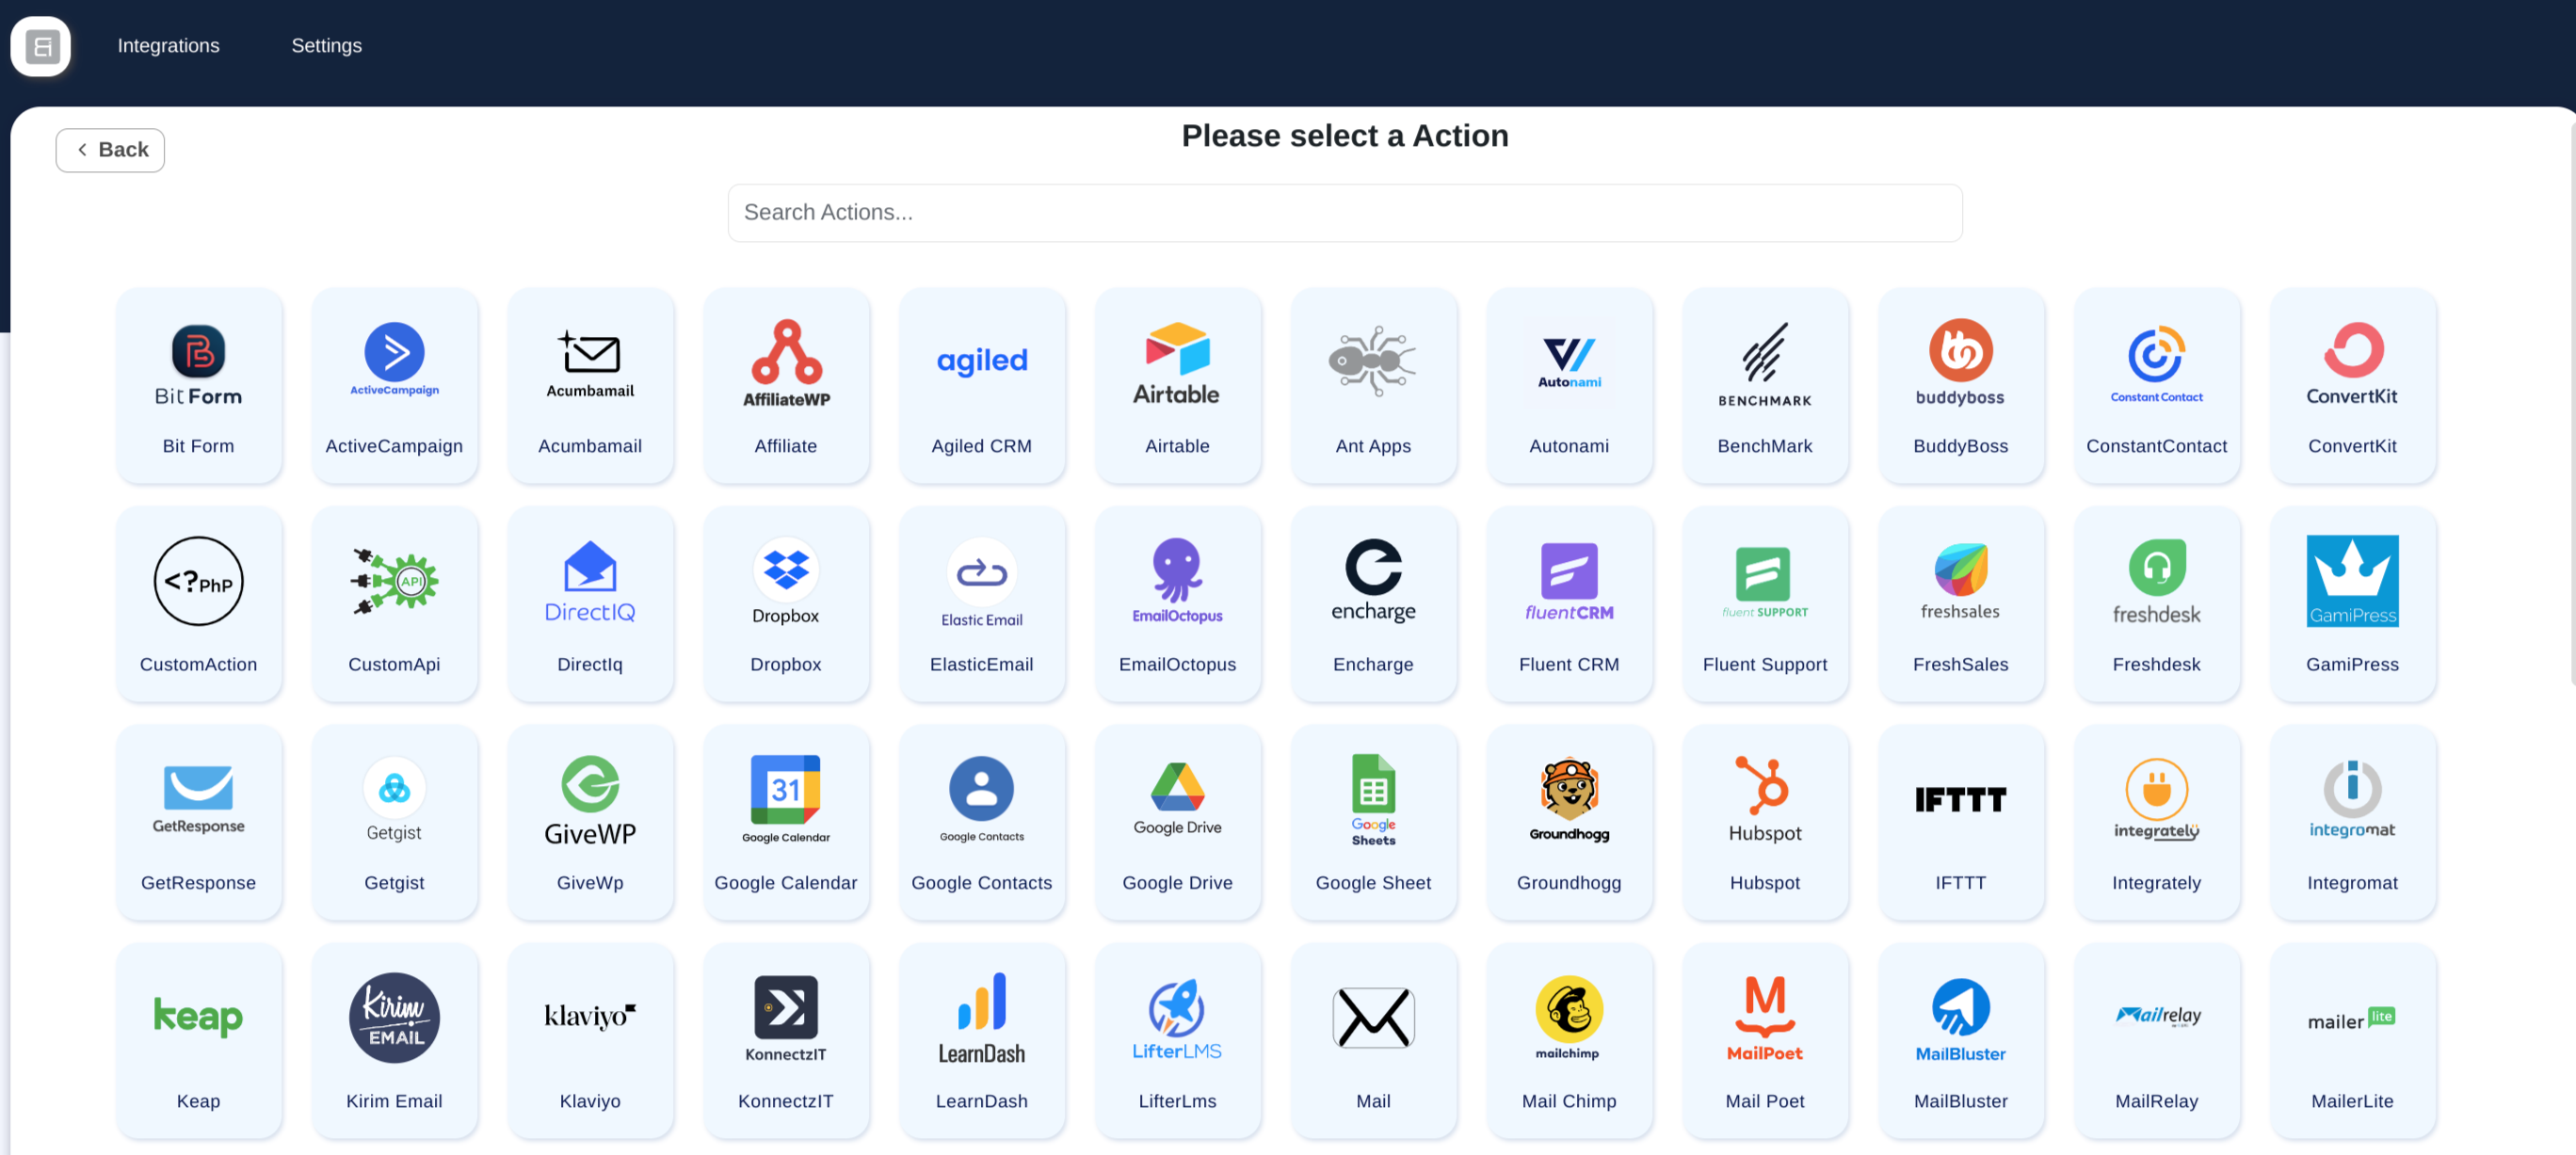 Integrations Settings
Back
Please select a Action
Search Actions...
Bit Form
Bit Form
ActiveCampaign
ActiveCampaign
Acumbamail
Acumbamail
AffiliateWP
Affiliate
agiled
Agiled CRM
Airtable
Airtable
Ant Apps
Autonami
Autonami
BENCHMARK
BenchMark
buddyboss
BuddyBoss
Constant Contact
ConstantContact
ConvertKit
ConvertKit
<?PhP
CustomAction
API
CustomApi
DirectIQ
DirectIq
Dropbox
Dropbox
Elastic Email
ElasticEmail
EmailOctopus
EmailOctopus
encharge
Encharge
fluentCRM
Fluent CRM
fluent SUPPORT
Fluent Support
freshsales
FreshSales
freshdesk
Freshdesk
GamiPress
GamiPress
GetResponse
GetResponse
Getgist
Getgist
GiveWP
GiveWp
31
Google Calendar
Google Calendar
Google Contacts
Google Contacts
Google Drive
Google Drive
Google
Sheets
Google Sheet
Groundhogg
Groundhogg
Hubspot
Hubspot
IFTTT
IFTTT
integrately
Integrately
integromat
Integromat
keap
Keap
Kirim
EMAIL
Kirim Email
klaviyo
Klaviyo
KonnectzIT
KonnectzIT
LearnDash
LearnDash
LifterLMS
LifterLms
Mail
mailchimp
Mail Chimp
M
MailPoet
Mail Poet
MailBluster
MailBluster
Mailrelay
MailRelay
mailer lite
MailerLite